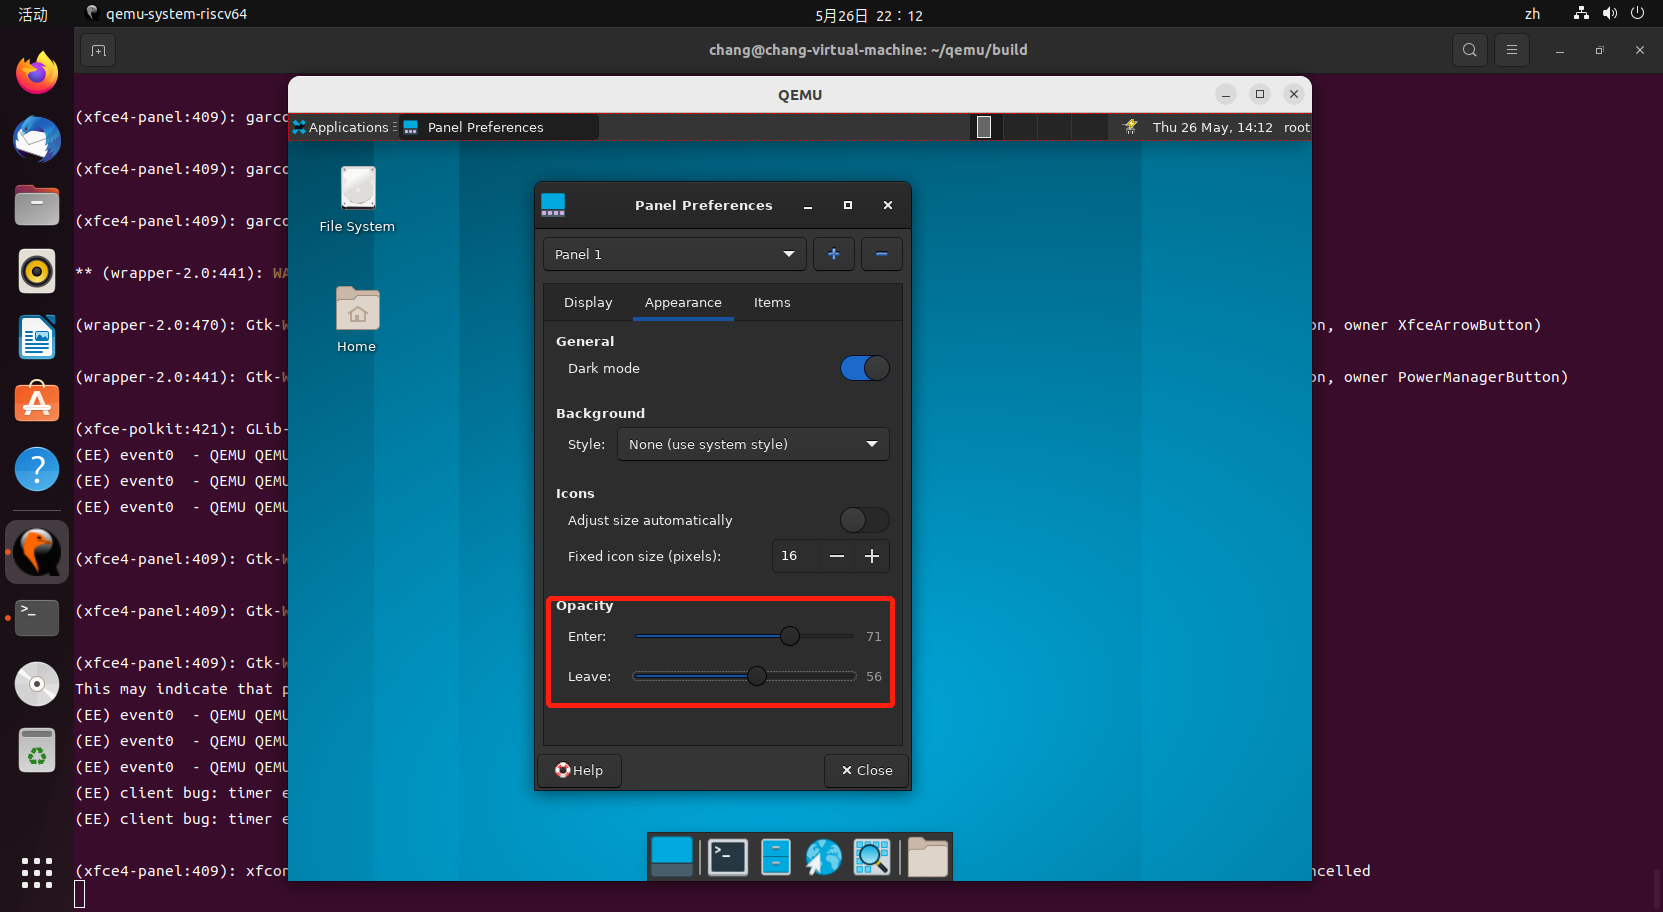 活动
qemu-system-riscv64
5月26日 22：12
zh
chang@chang-virtual-machine: ~/qemu/build
QEMU
Applications
Panel Preferences
Thu 26 May, 14:12
root
File System
Home
Panel Preferences
Panel 1
Display
Appearance
Items
General
Dark mode
Background
Style:
None (use system style)
Icons
Adjust size automatically
Fixed icon size (pixels):
16
Opacity
Enter:
71
Leave:
56
Help
Close
(xfce4-panel:409): garc
(xfce4-panel:409): garc
(xfce4-panel:409): garc
** (wrapper-2.0:441): WA
(wrapper-2.0:470): Gtk-W
on, owner XfceArrowButton)
(wrapper-2.0:441): Gtk-W
on, owner PowerManagerButton)
(xfce-polkit:421): GLib-
(EE) event0  - QEMU QEMU
(EE) event0  - QEMU QEMU
(EE) event0  - QEMU QEMU
(xfce4-panel:409): Gtk-W
(xfce4-panel:409): Gtk-W
(xfce4-panel:409): Gtk-W
This may indicate that p
(EE) event0  - QEMU QEMU
(EE) event0  - QEMU QEMU
(EE) event0  - QEMU QEMU
(EE) client bug: timer e
(EE) client bug: timer e
(xfce4-panel:409): xfcon
ncelled